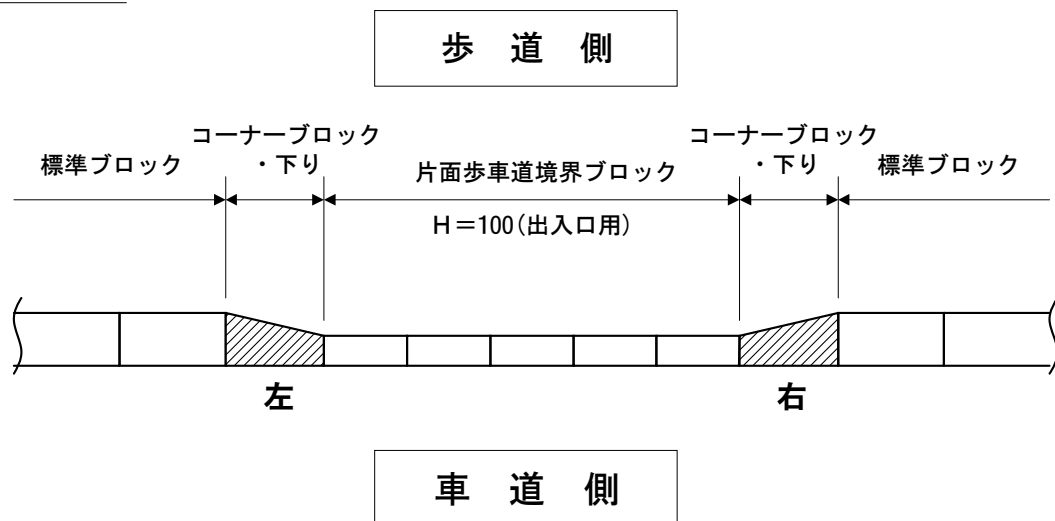 歩道側
コーナーブロック
・下り
標準ブロック
片面歩車道境界ブロック
H=100(出入口用)
コーナーブロック
・下り
標準ブロック
左
右
車道側